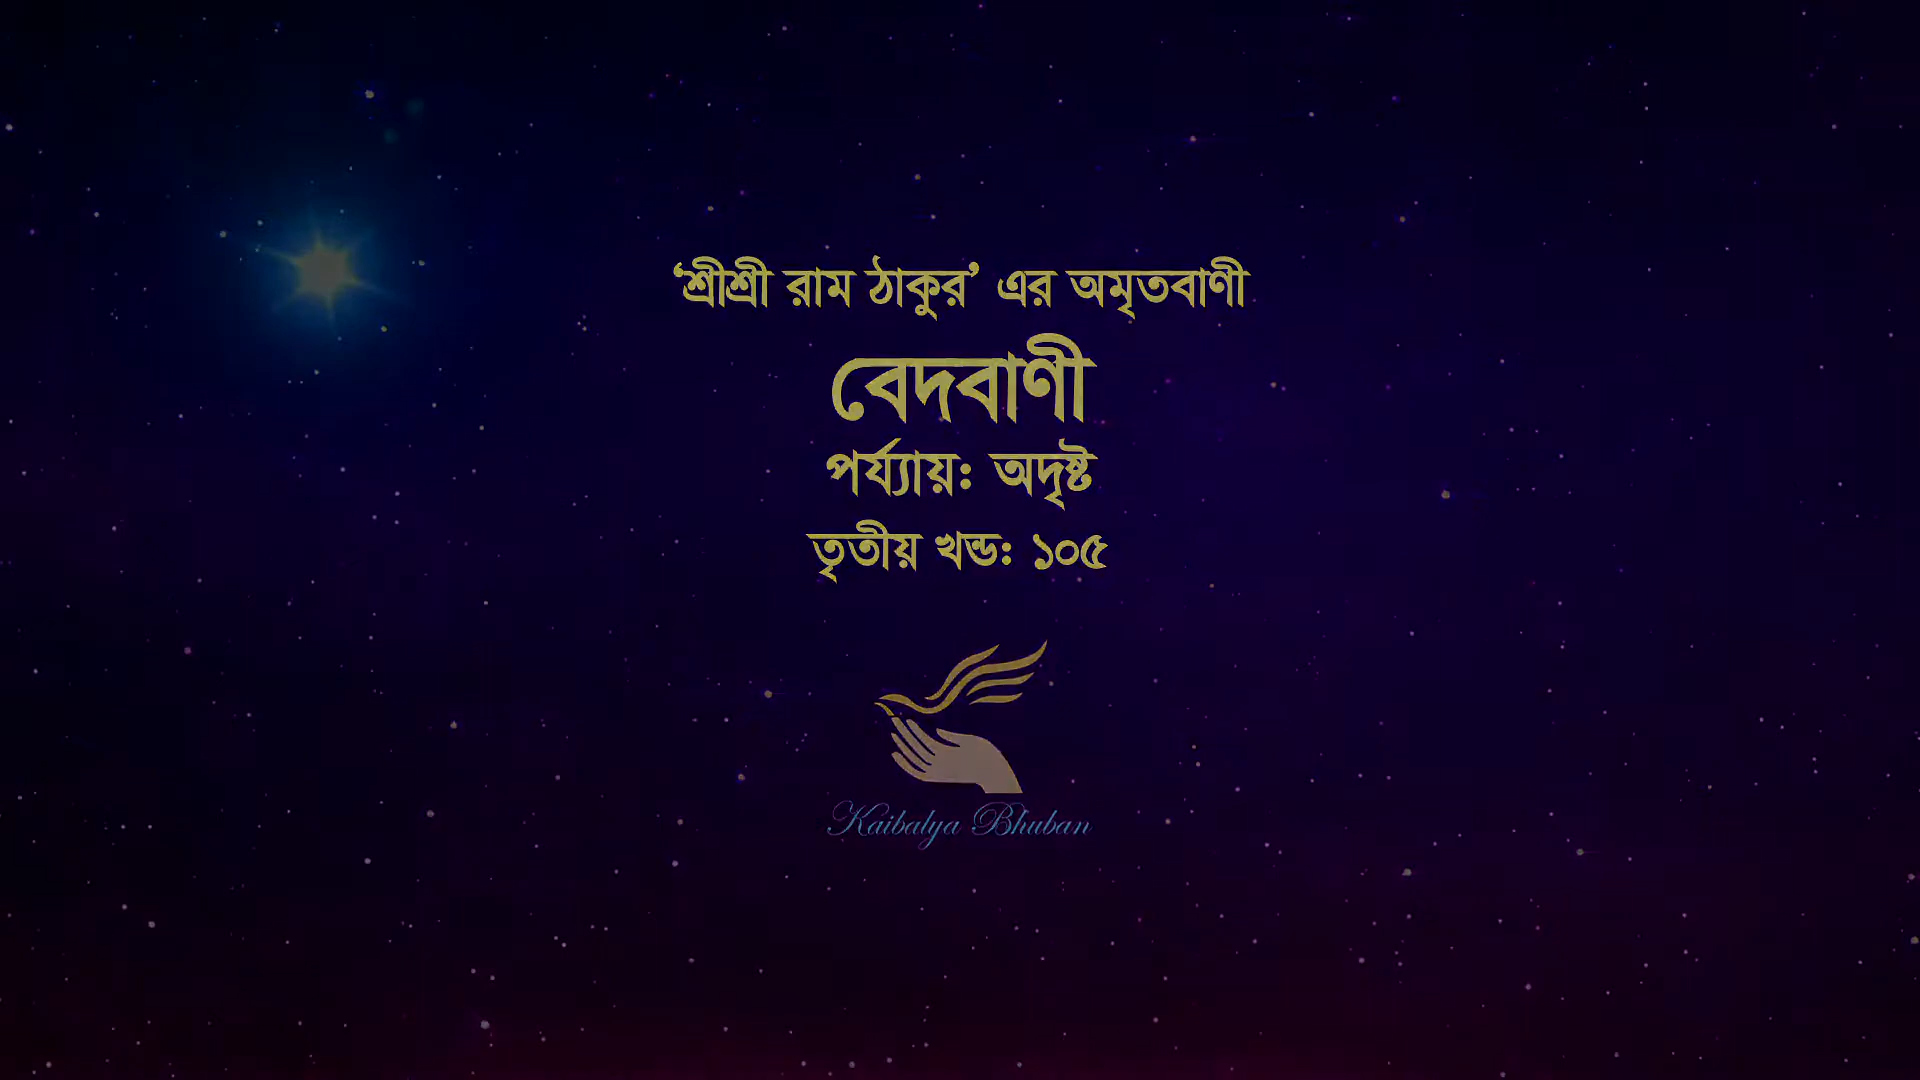 ‘শ্রীশ্রী রাম ঠাকুর’ এর অমৃতবাণী
বেদবাণী
পর্য্যায়: অদৃষ্ট
তৃতীয় খন্ড: ১০৫
Kaibalya Bhuban